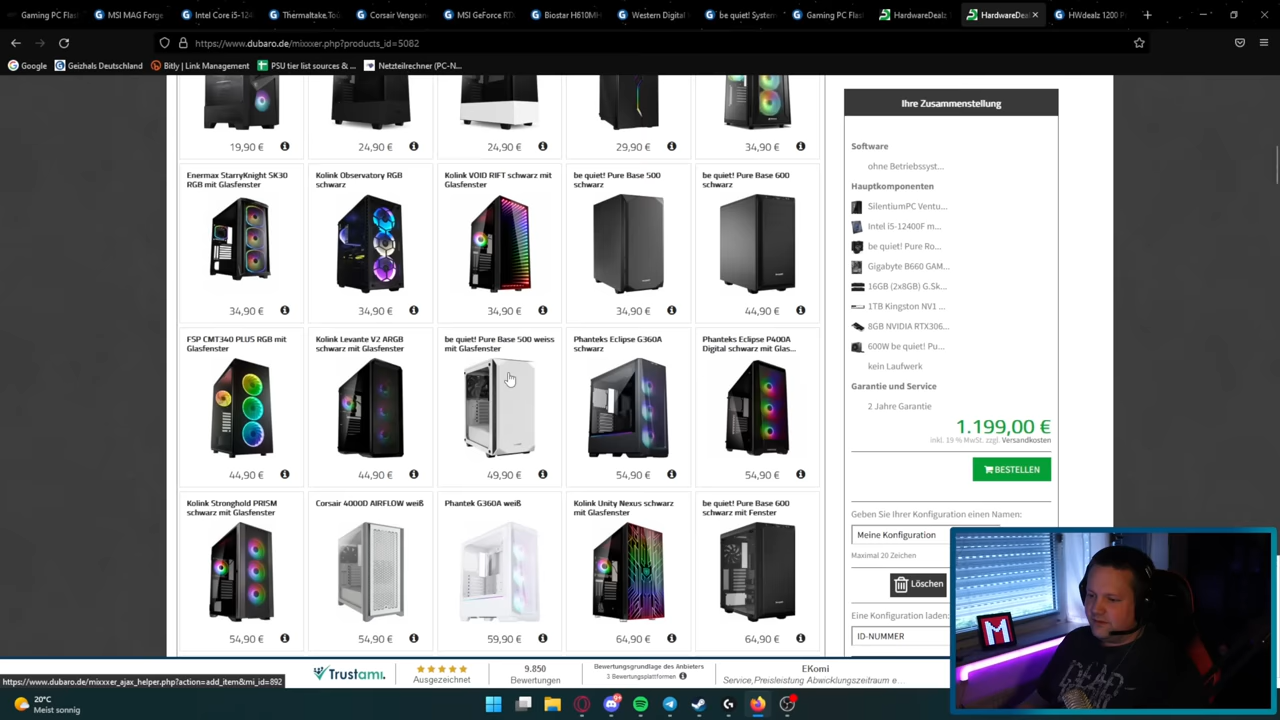 Gaming PC Flas
MSI MAG Forge
Intel Core i5-124
Thermaltake To
Corsair Vengean
MSI GeForce RTX
Biostar H610MH
Western Digital
be quiet! System
Gaming PC Flas
HardwareDealz
HardwareDea
HWdealz 1200 P
https://www.dubaro.de/mixxxer.php?products_id=5082
Google
Geizhals Deutschland
Bitly | Link Management
PSU tier list sources & ...
Netzteilrechner (PC-N...
19,90 €
24,90 €
24,90 €
29,90 €
34,90 €
Enermax StarryKnight SK30
RGB mit Glasfenster
34,90 €
Kolink Observatory RGB
schwarz
34,90 €
Kolink VOID RIFT schwarz mit
Glasfenster
34,90 €
be quiet! Pure Base 500
schwarz
34,90 €
be quiet! Pure Base 600
schwarz
44,90 €
FSP CMT340 PLUS RGB mit
Glasfenster
44,90 €
Kolink Levante V2 ARGB
schwarz mit Glasfenster
44,90 €
be quiet! Pure Base 500 weiss
mit Glasfenster
49,90 €
Phanteks Eclipse G360A
schwarz
54,90 €
Phanteks Eclipse P400A
Digital schwarz mit Glas...
54,90 €
Kolink Stronghold PRISM
schwarz mit Glasfenster
54,90 €
Corsair 4000D AIRFLOW weiß
54,90 €
Phantek G360A weiß
59,90 €
Kolink Unity Nexus schwarz
mit Glasfenster
64,90 €
be quiet! Pure Base 600
schwarz mit Fenster
64,90 €
Ihre Zusammenstellung
Software
ohne Betriebssyst...
Hauptkomponenten
SilentiumPC Ventu...
Intel i5-12400F m...
be quiet! Pure Ro...
Gigabyte B660 GAM...
16GB (2x8GB) G.Sk...
1TB Kingston NV1 ...
8GB NVIDIA RTX306...
600W be quiet! Pu...
kein Laufwerk
Garantie und Service
2 Jahre Garantie
1.199,00 €
inkl. 19 % MwSt. zzgl. Versandkosten
BESTELLEN
Geben Sie Ihrer Konfiguration einen Namen:
Meine Konfiguration
Maximal 20 Zeichen
Löschen
Eine Konfiguration laden:
ID-NUMMER
M
Trustami.
Ausgezeichnet
9.850
Bewertungen
Bewertungsgrundlage des Anbieters
3 Bewertungsplattformen
EKomi
Service,Preisleistung Abwicklungszeitraum e...
https://www.dubaro.de/mixxxer_ajax_helper.php?action=add_item&mi_id=892
20°C
Meist sonnig